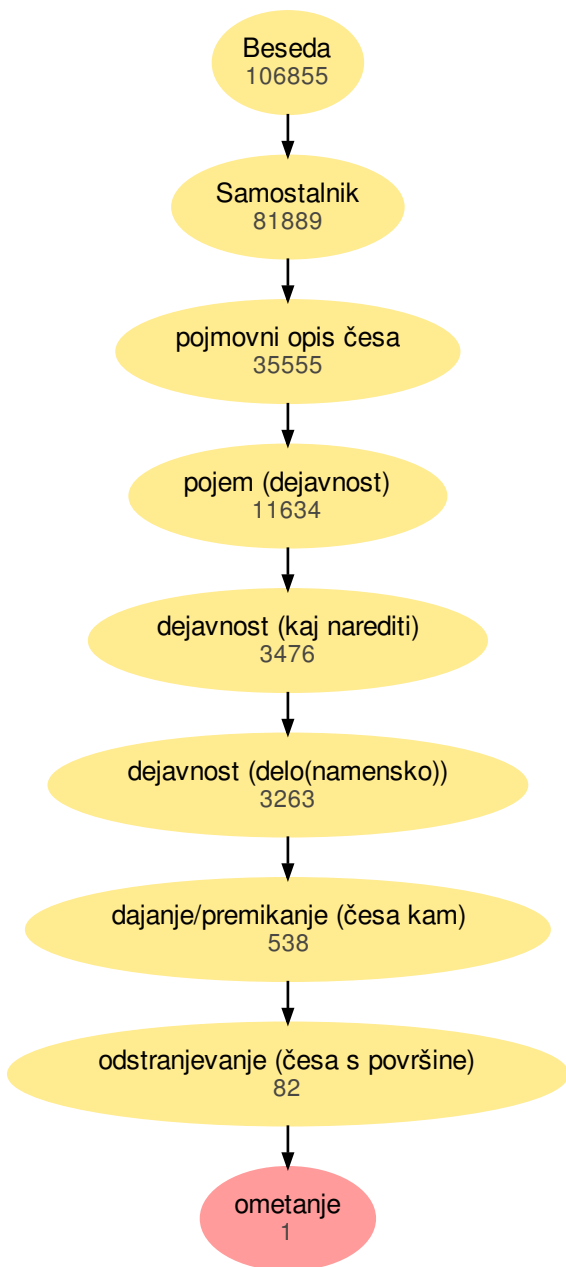 Beseda
106855
Samostalnik
81889
pojmovni opis česa
35555
pojem (dejavnost)
11634
dejavnost (kaj narediti)
3476
dejavnost (delo(namensko))
3263
dajanje/premikanje (česa kam)
538
odstranjevanje (česa s površine)
82
ometanje
1